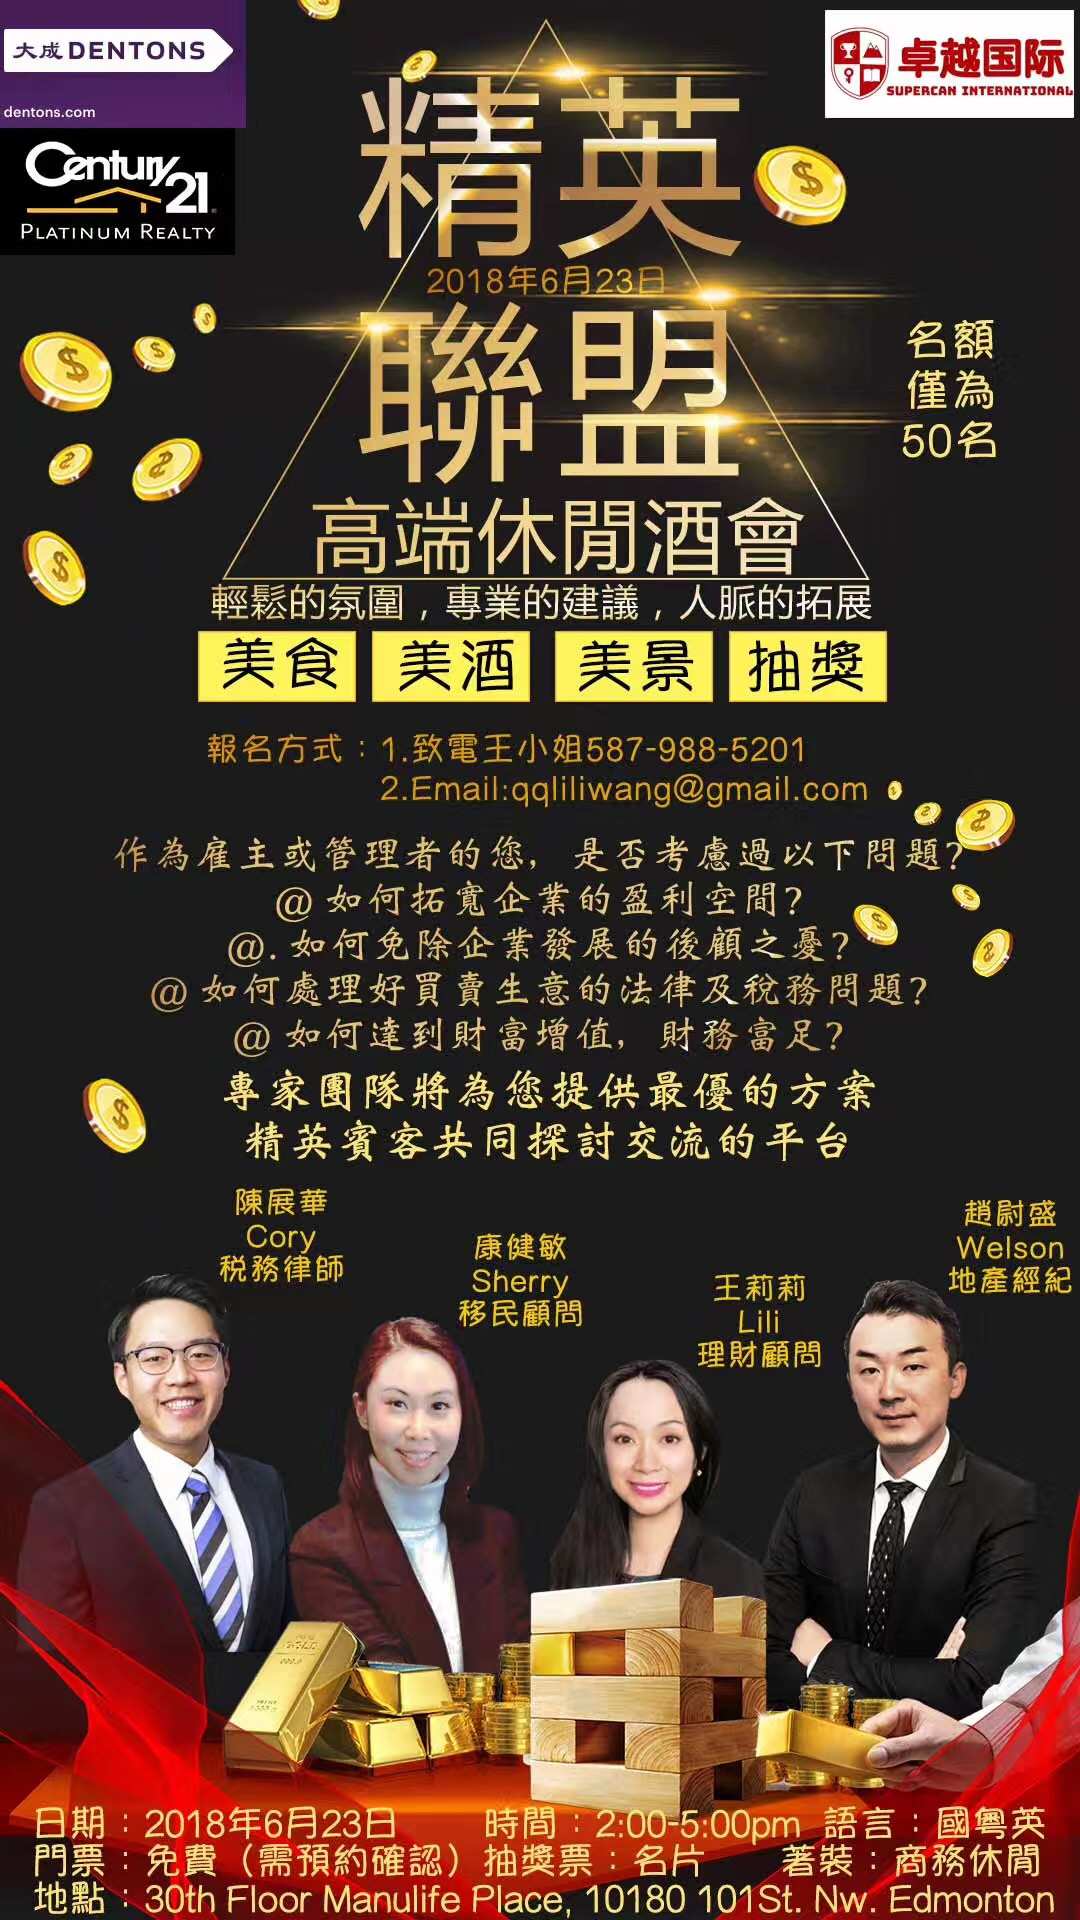 大成 DENTONS
dentons.com
Century 21
PLATINUM REALTY
卓越国际
SUPERCAN INTERNATIONAL
精英
2018年6月23日
聯盟
名額
僅為
50名
高端休閒酒會
輕鬆的氛圍，專業的建議，人脈的拓展
美食 美酒 美景 抽獎
報名方式：1.致電王小姐587-988-5201
2.Email:qqliliwang@gmail.com
作為雇主或管理者的您，是否考慮過以下問題?
@ 如何拓寬企業的盈利空間?
@. 如何免除企業發展的後顧之憂?
@ 如何處理好買賣生意的法律及稅務問題?
@ 如何達到財富增值，財務富足?
專家團隊將為您提供最優的方案
精英賓客共同探討交流的平台
陳展華
Cory
税務律師
康健敏
Sherry
移民顧問
王莉莉
Lili
理財顧問
趙尉盛
Welson
地產經紀
日期：2018年6月23日 時間：2:00-5:00pm 語言：國粵英
門票：免費（需預約確認）抽獎票：名片 著裝：商務休閒
地點：30th Floor Manulife Place, 10180 101St. Nw. Edmonton